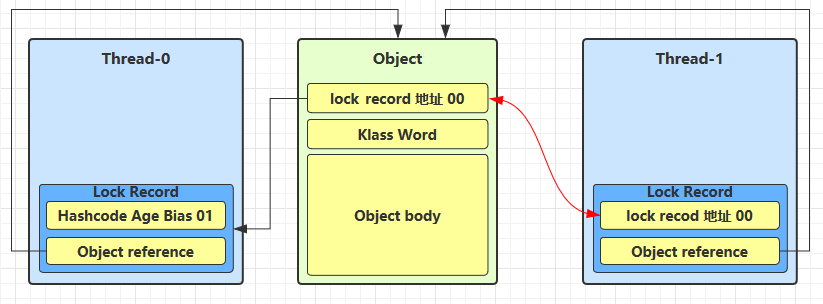 Thread-0
Lock Record
Hashcode Age Bias 01
Object reference
Object
lock record 地址 00
Klass Word
Object body
Thread-1
Lock Record
lock recod 地址 00
Object reference